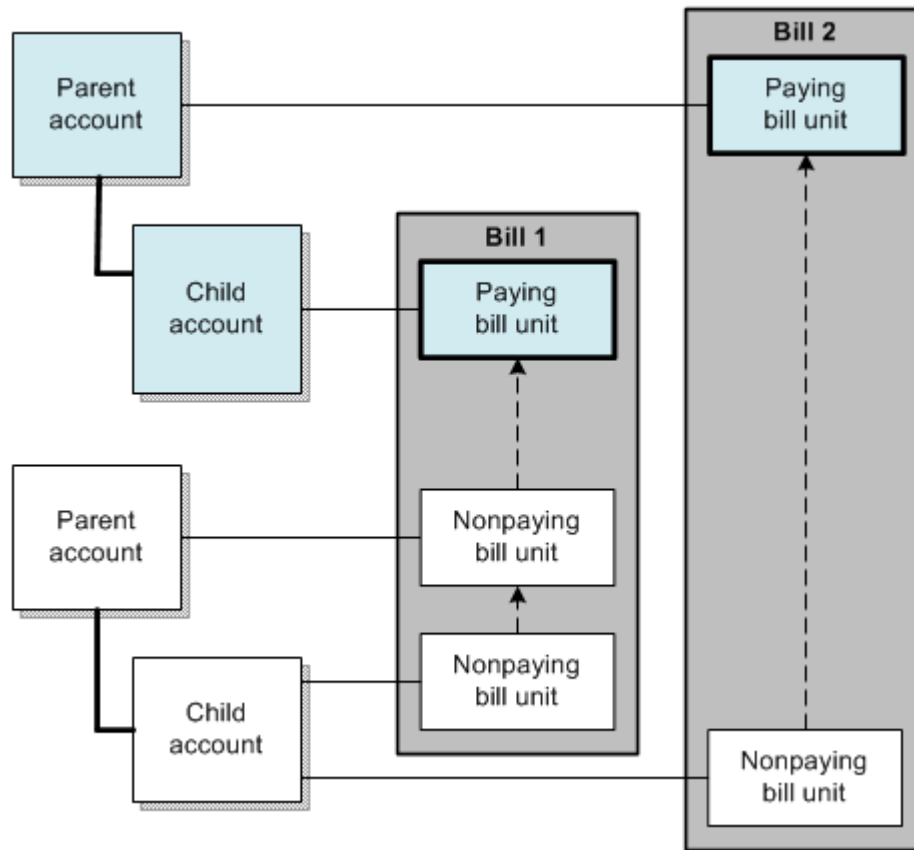 Bill 2
Parent
account
Paying
bill unit
Bill 1
Child
account
Paying
bill unit
Parent
account
Nonpaying
bill unit
Child
account
Nonpaying
bill unit
Nonpaying
bill unit